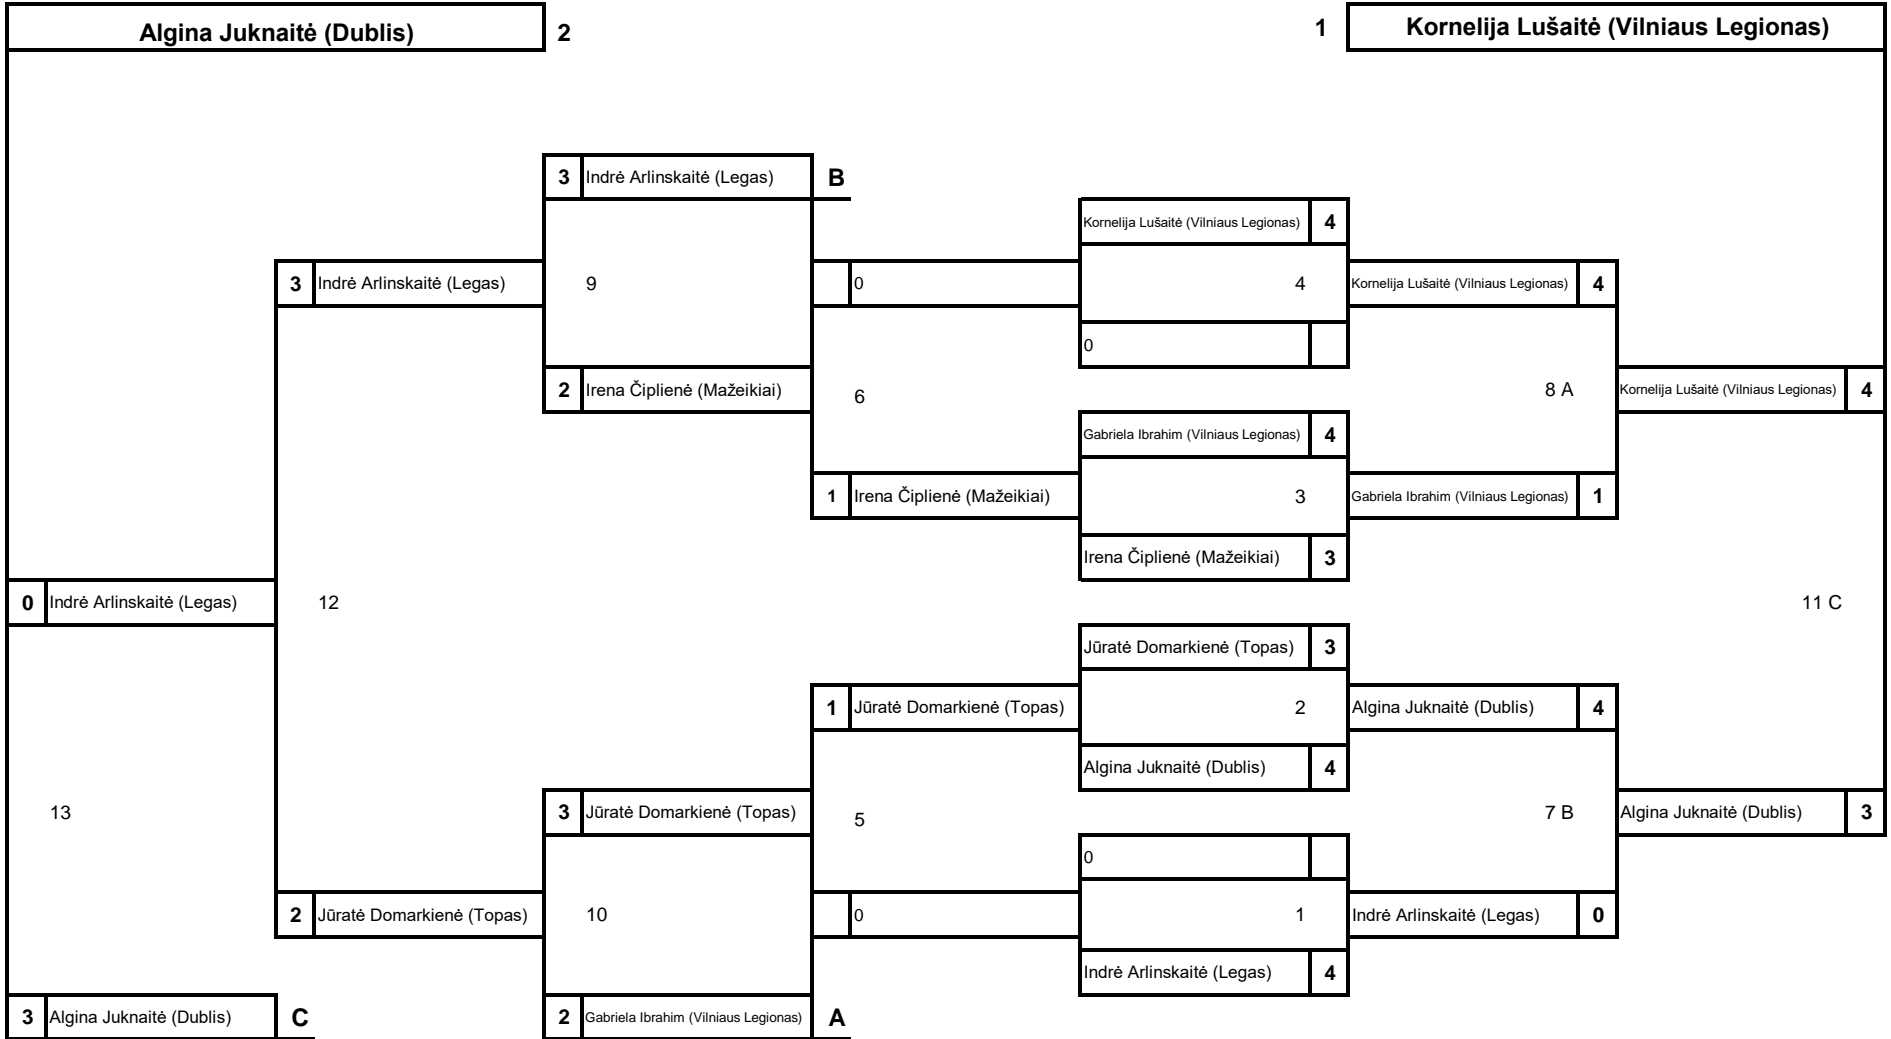 Algina Juknaitė (Dublis) 2 1 Kornelija Lušaitė (Vilniaus Legionas)
3 Indrė Arlinskaitė (Legas) B
Kornelija Lušaitė (Vilniaus Legionas) 4
3 Indrė Arlinskaitė (Legas) 9 0 4 Kornelija Lušaitė (Vilniaus Legionas) 4
0
2 Irena Čiplienė (Mažeikiai) 6 8 A Kornelija Lušaitė (Vilniaus Legionas) 4
Gabriela Ibrahim (Vilniaus Legionas) 4
1 Irena Čiplienė (Mažeikiai) 3 Gabriela Ibrahim (Vilniaus Legionas) 1
Irena Čiplienė (Mažeikiai) 3
0 Indrė Arlinskaitė (Legas) 12 11 C
Jūratė Domarkienė (Topas) 3
1 Jūratė Domarkienė (Topas) 2 Algina Juknaitė (Dublis) 4
Algina Juknaitė (Dublis) 4
13 3 Jūratė Domarkienė (Topas) 5 7 B Algina Juknaitė (Dublis) 3
0
2 Jūratė Domarkienė (Topas) 10 0 1 Indrė Arlinskaitė (Legas) 0
Indrė Arlinskaitė (Legas) 4
3 Algina Juknaitė (Dublis) C 2 Gabriela Ibrahim (Vilniaus Legionas) A